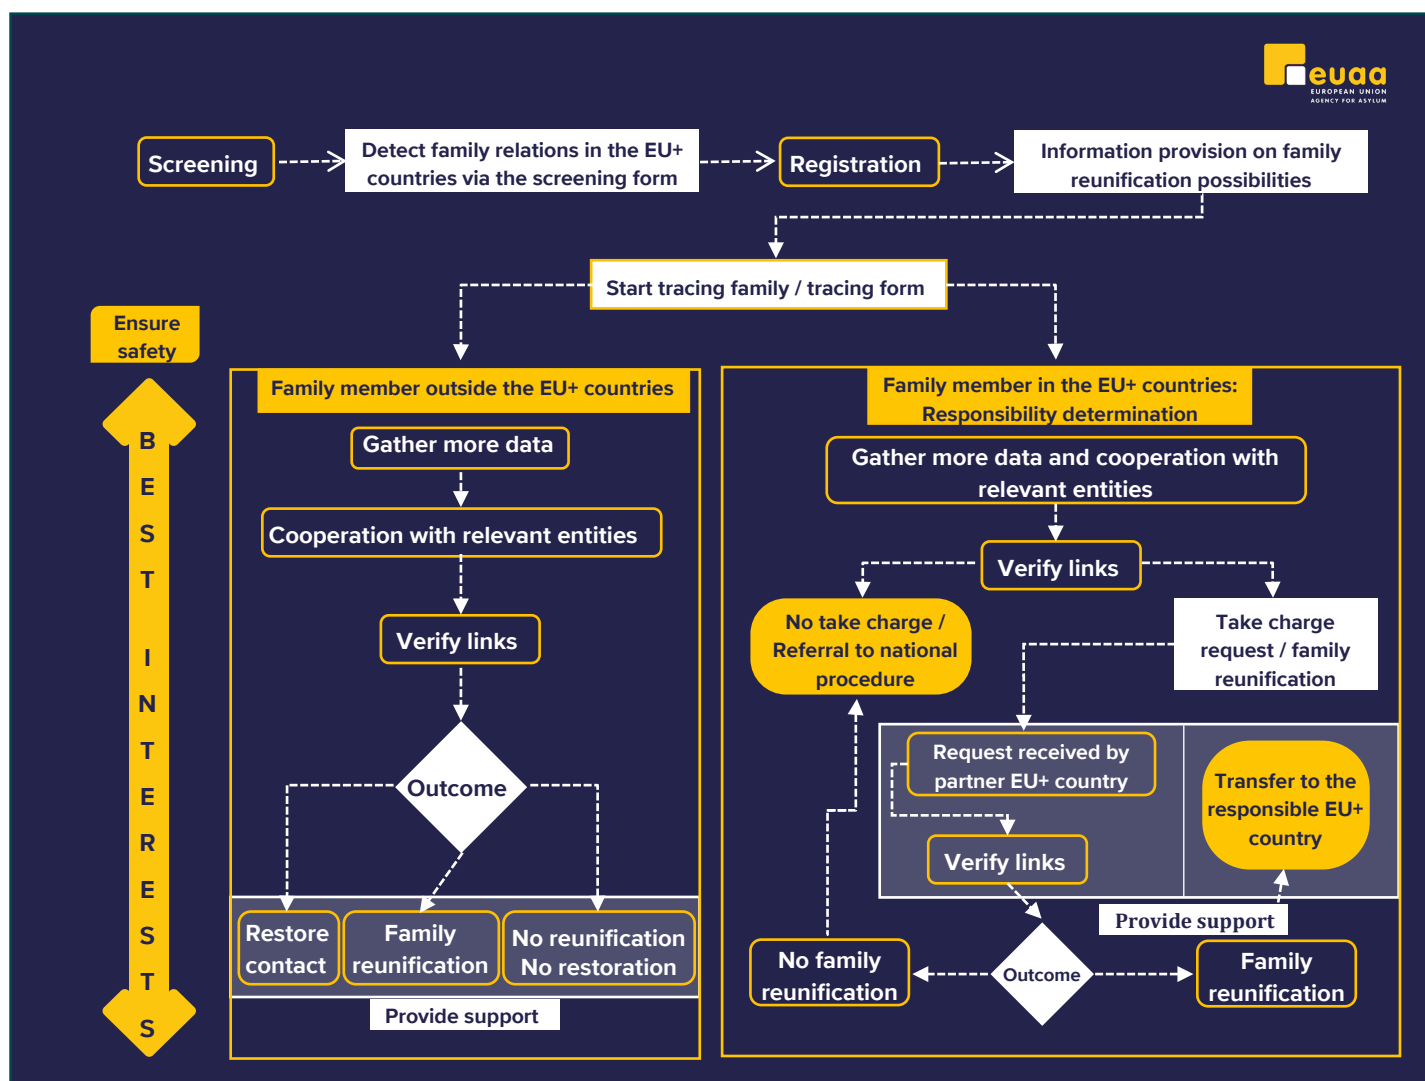 euaa
EUROPEAN UNION
AGENCY FOR ASYLUM
Screening
Detect family relations in the EU+
countries via the screening form
Registration
Information provision on family
reunification possibilities
Start tracing family / tracing form
Ensure
safety
B
E
S
T
I
N
T
E
R
E
S
T
S
Family member outside the EU+ countries
Gather more data
Cooperation with relevant entities
Verify links
Outcome
Restore
contact
Family
reunification
No reunification
No restoration
Provide support
Family member in the EU+ countries:
Responsibility determination
Gather more data and cooperation with
relevant entities
Verify links
No take charge /
Referral to national
procedure
Take charge
request / family
reunification
Request received by
partner EU+ country
Verify links
Transfer to the
responsible EU+
country
Provide support
No family
reunification
Outcome
Family
reunification